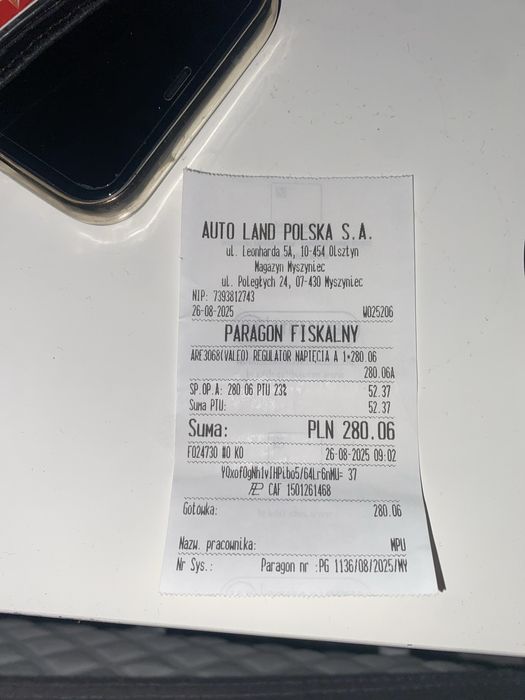 AUTO LAND POLSKA S.A.
ul. Leonharda 5A, 10-454 Olsztyn
Magazyn Myszyniec
ul. Poległych 24, 07-430 Myszyniec
NIP: 7393812743
26-08-2025 W025206
PARAGON FISKALNY
ARE3068(VALEO) REGULATOR NAPIĘCIA A 1×280.06
280.06A
SP.OP.A: 280.06 PTU 23% 52.37
Suma PTU: 52.37
Suma: PLN 280.06
F024730 #0 KO 26-08-2025 09:02
37
CAF 1501261468
Gotówka: 280.06
Nazw. pracownika: MPU
Nr Sys.: Paragon nr :PG 1136/08/2025/MY